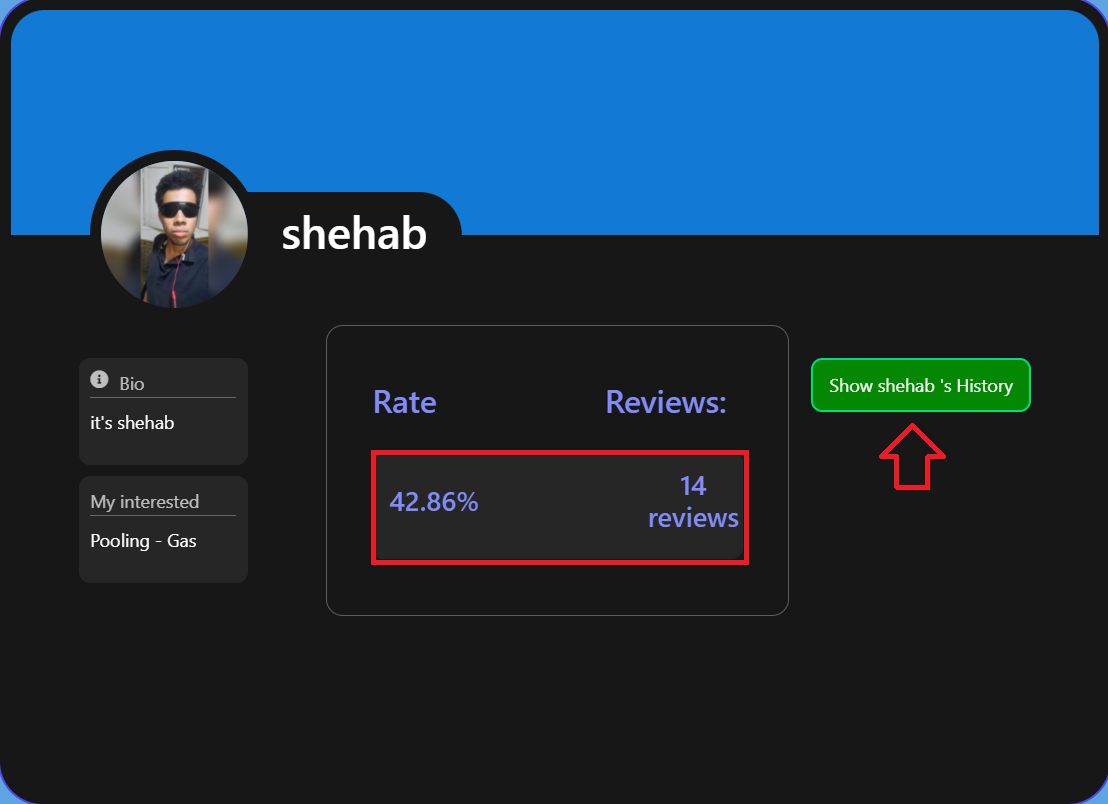 shehab
Bio
it's shehab
My interested
Pooling - Gas
Rate
Reviews:
42.86%
14
reviews
Show shehab 's History